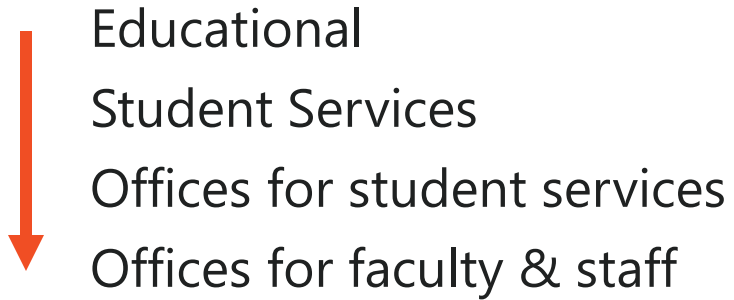 Educational
Student Services
Offices for student services
Offices for faculty & staff